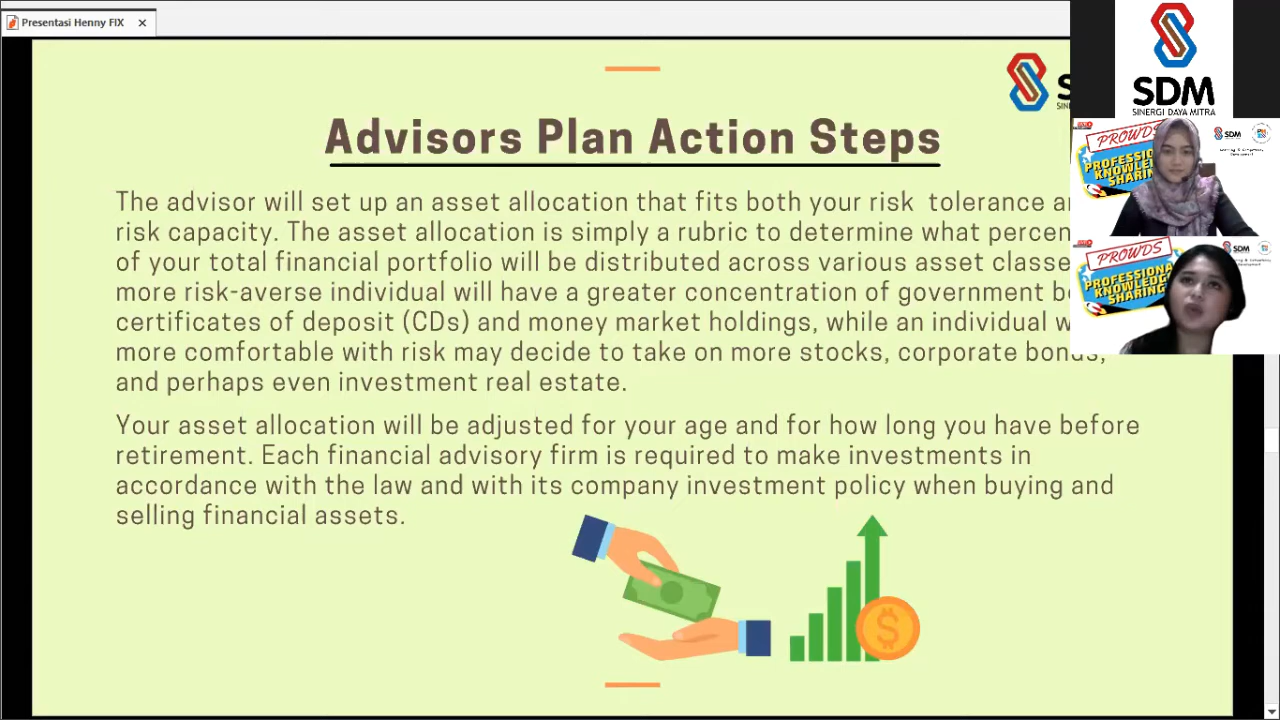 Presentasi Henny FIX
Advisors Plan Action Steps
The advisor will set up an asset allocation that fits both your risk tolerance
risk capacity. The asset allocation is simply a rubric to determine what
of your total financial portfolio will be distributed across various asset
more risk-averse individual will have a greater concentration of government
certificates of deposit (CDs) and money market holdings, while an individual
more comfortable with risk may decide to take on more stocks, corporate bonds,
and perhaps even investment real estate.
Your asset allocation will be adjusted for your age and for how long you have before
retirement. Each financial advisory firm is required to make investments in
accordance with the law and with its company investment policy when buying and
selling financial assets.
$
SDM
SINERGI DAYA MITRA
PROWDS
SDM
PROFESSIONAL
KNOWLEDGE
SHARING
PROWDS
SDM